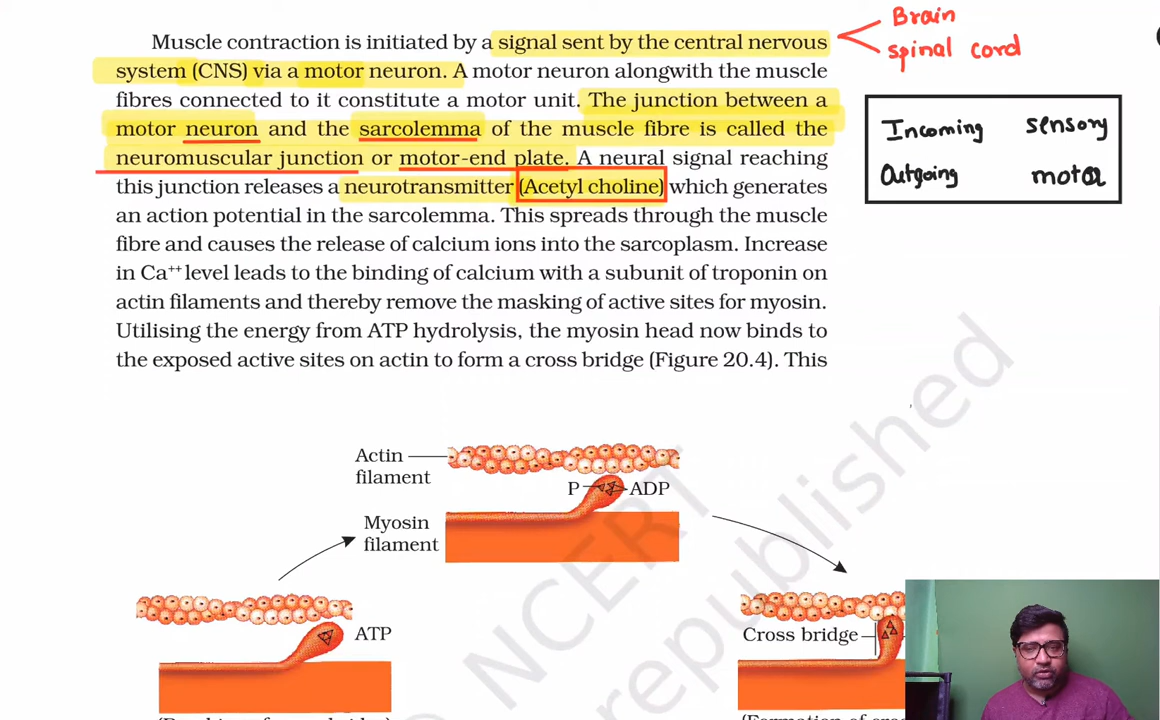 Brain
spinal cord
Muscle contraction is initiated by a signal sent by the central nervous
system (CNS) via a motor neuron. A motor neuron alongwith the muscle
fibres connected to it constitute a motor unit. The junction between a
motor neuron and the sarcolemma of the muscle fibre is called the
neuromuscular junction or motor-end plate. A neural signal reaching
this junction releases a neurotransmitter (Acetyl choline) which generates
an action potential in the sarcolemma. This spreads through the muscle
fibre and causes the release of calcium ions into the sarcoplasm. Increase
in Ca⁺⁺ level leads to the binding of calcium with a subunit of troponin on
actin filaments and thereby remove the masking of active sites for myosin.
Utilising the energy from ATP hydrolysis, the myosin head now binds to
the exposed active sites on actin to form a cross bridge (Figure 20.4). This
Incoming sensory
Outgoing motor
Actin
filament
P ADP
Myosin
filament
ATP
Cross bridge
NCERT
republished